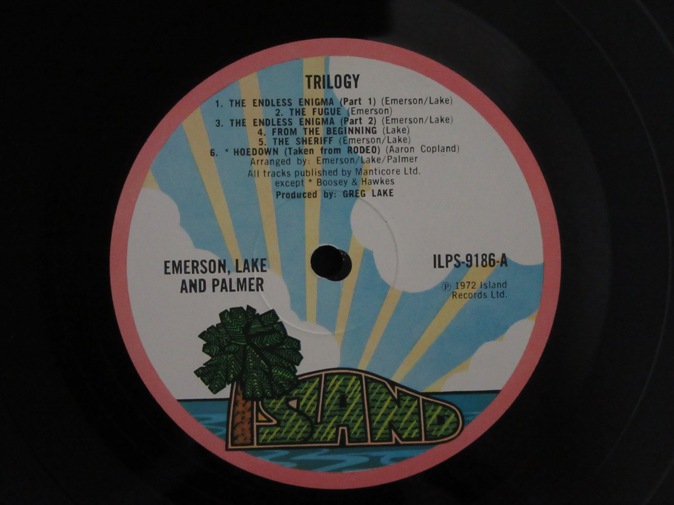 TRILOGY
1. THE ENDLESS ENIGMA (Part 1) (Emerson/Lake)
2. THE FUGUE (Emerson)
3. THE ENDLESS ENIGMA (Part 2) (Emerson/Lake)
4. FROM THE BEGINNING (Lake)
5. THE SHERIFF (Emerson/Lake)
6. * HOEDOWN (Taken from RODEO) (Aaron Copland)
Arranged by: Emerson/Lake/Palmer
All tracks published by Manticore Ltd.
except * Boosey & Hawkes
Produced by: GREG LAKE
EMERSON, LAKE
AND PALMER
ILPS-9186-A
℗ 1972 Island
Records Ltd.
ISLAND